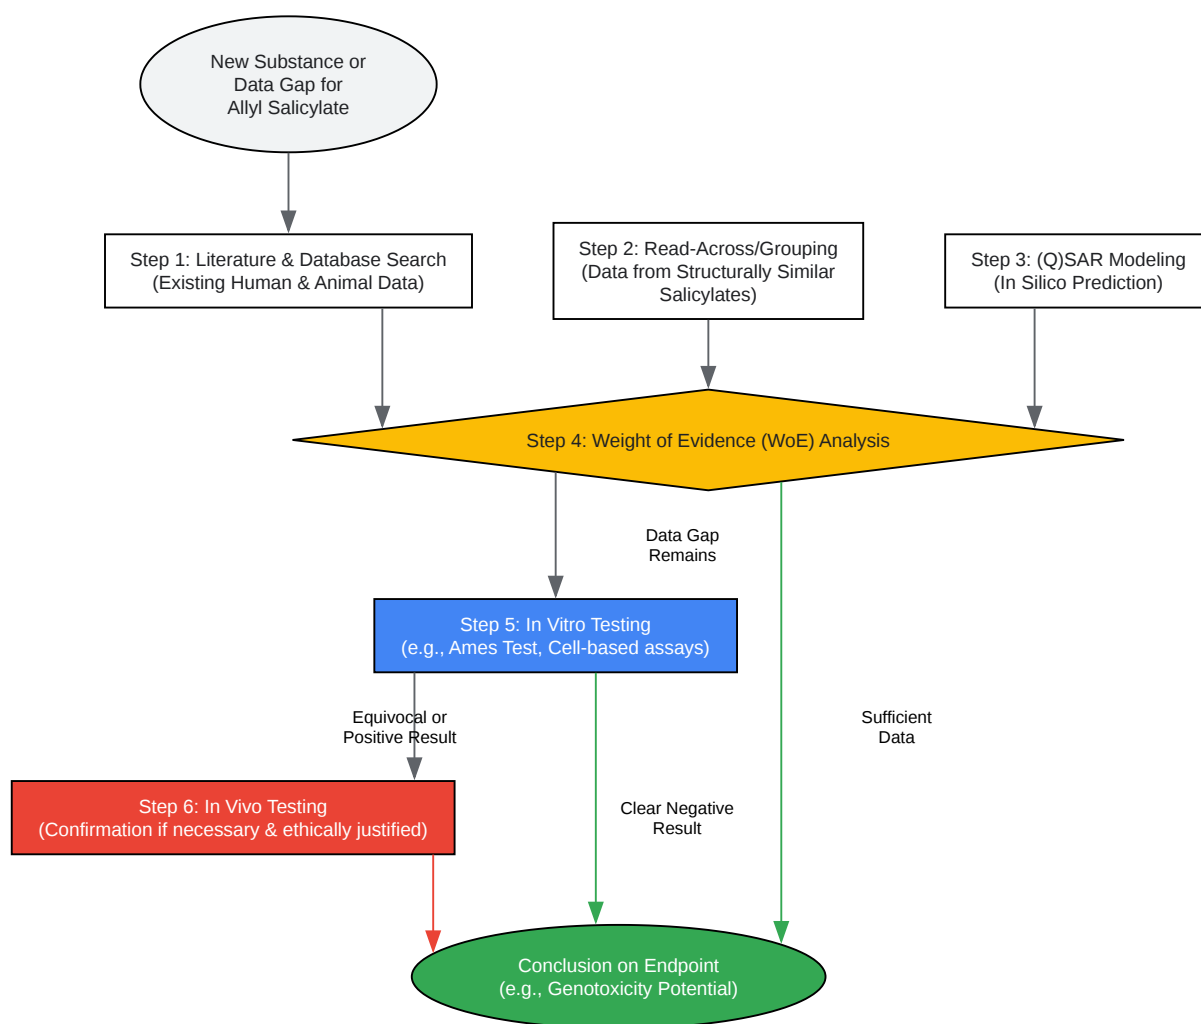 New Substance or
Data Gap for
Allyl Salicylate
Step 1: Literature & Database Search
(Existing Human & Animal Data)
Step 2: Read-Across/Grouping
(Data from Structurally Similar
Salicylates)
Step 3: (Q)SAR Modeling
(In Silico Prediction)
Step 4: Weight of Evidence (WoE) Analysis
Data Gap
Remains
Step 5: In Vitro Testing
(e.g., Ames Test, Cell-based assays)
Equivocal or
Positive Result
Sufficient
Data
Step 6: In Vivo Testing
(Confirmation if necessary & ethically justified)
Clear Negative
Result
Conclusion on Endpoint
(e.g., Genotoxicity Potential)